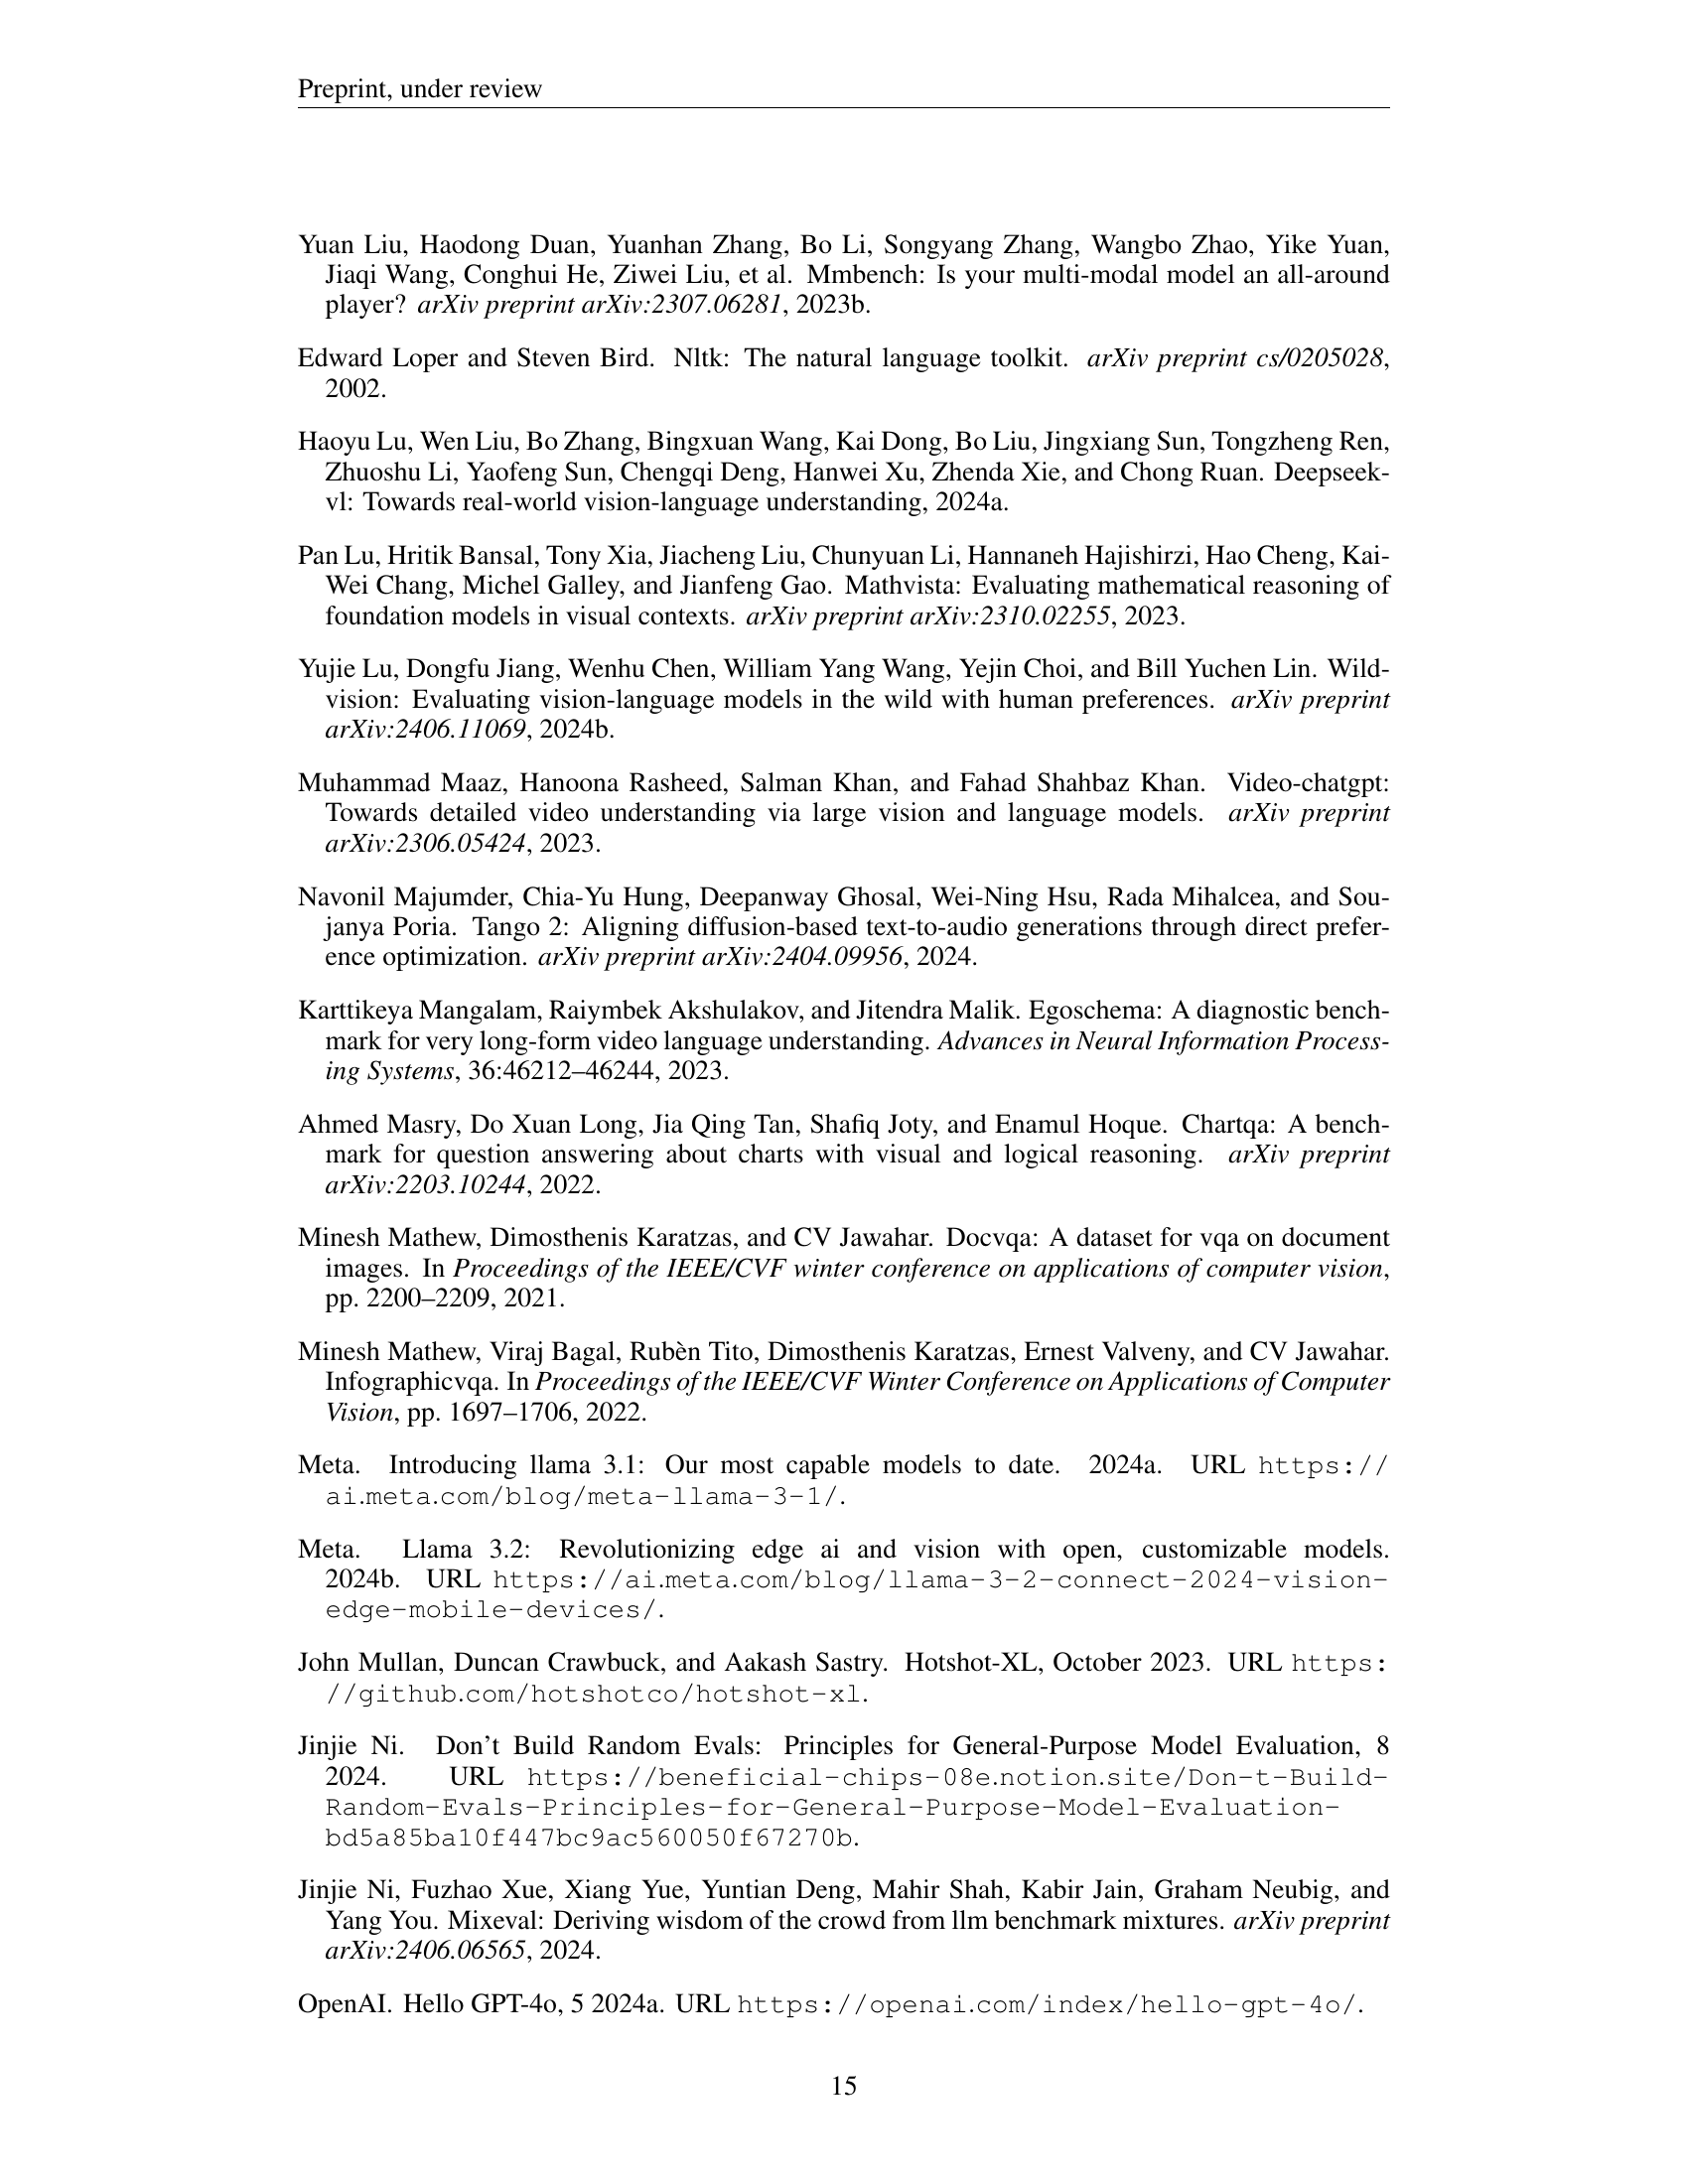 Preprint, under review
Yuan Liu, Haodong Duan, Yuanhan Zhang, Bo Li, Songyang Zhang, Wangbo Zhao, Yike Yuan,
Jiaqi Wang, Conghui He, Ziwei Liu, et al. Mmbench: Is your multi-modal model an all-around
player? arXiv preprint arXiv:2307.06281, 2023b.
Edward Loper and Steven Bird. Nltk: The natural language toolkit. arXiv preprint cs/0205028,
2002.
Haoyu Lu, Wen Liu, Bo Zhang, Bingxuan Wang, Kai Dong, Bo Liu, Jingxiang Sun, Tongzheng Ren,
Zhuoshu Li, Yaofeng Sun, Chengqi Deng, Hanwei Xu, Zhenda Xie, and Chong Ruan. Deepseek-
vl: Towards real-world vision-language understanding, 2024a.
Pan Lu, Hritik Bansal, Tony Xia, Jiacheng Liu, Chunyuan Li, Hannaneh Hajishirzi, Hao Cheng, Kai-
Wei Chang, Michel Galley, and Jianfeng Gao. Mathvista: Evaluating mathematical reasoning of
foundation models in visual contexts. arXiv preprint arXiv:2310.02255, 2023.
Yujie Lu, Dongfu Jiang, Wenhu Chen, William Yang Wang, Yejin Choi, and Bill Yuchen Lin. Wild-
vision: Evaluating vision-language models in the wild with human preferences. arXiv preprint
arXiv:2406.11069, 2024b.
Muhammad Maaz, Hanoona Rasheed, Salman Khan, and Fahad Shahbaz Khan. Video-chatgpt:
Towards detailed video understanding via large vision and language models. arXiv preprint
arXiv:2306.05424, 2023.
Navonil Majumder, Chia-Yu Hung, Deepanway Ghosal, Wei-Ning Hsu, Rada Mihalcea, and Sou-
janya Poria. Tango 2: Aligning diffusion-based text-to-audio generations through direct prefer-
ence optimization. arXiv preprint arXiv:2404.09956, 2024.
Karttikeya Mangalam, Raiymbek Akshulakov, and Jitendra Malik. Egoschema: A diagnostic bench-
mark for very long-form video language understanding. Advances in Neural Information Process-
ing Systems, 36:46212–46244, 2023.
Ahmed Masry, Do Xuan Long, Jia Qing Tan, Shafiq Joty, and Enamul Hoque. Chartqa: A bench-
mark for question answering about charts with visual and logical reasoning. arXiv preprint
arXiv:2203.10244, 2022.
Minesh Mathew, Dimosthenis Karatzas, and CV Jawahar. Docvqa: A dataset for vqa on document
images. In Proceedings of the IEEE/CVF winter conference on applications of computer vision,
pp. 2200–2209, 2021.
Minesh Mathew, Viraj Bagal, Rubèn Tito, Dimosthenis Karatzas, Ernest Valveny, and CV Jawahar.
Infographicvqa. In Proceedings of the IEEE/CVF Winter Conference on Applications of Computer
Vision, pp. 1697–1706, 2022.
Meta. Introducing llama 3.1: Our most capable models to date. 2024a. URL https://
ai.meta.com/blog/meta-llama-3-1/.
Meta. Llama 3.2: Revolutionizing edge ai and vision with open, customizable models.
2024b. URL https://ai.meta.com/blog/llama-3-2-connect-2024-vision-
edge-mobile-devices/.
John Mullan, Duncan Crawbuck, and Aakash Sastry. Hotshot-XL, October 2023. URL https:
//github.com/hotshotco/hotshot-xl.
Jinjie Ni. Don't Build Random Evals: Principles for General-Purpose Model Evaluation, 8
2024. URL https://beneficial-chips-08e.notion.site/Don-t-Build-
Random-Evals-Principles-for-General-Purpose-Model-Evaluation-
bd5a85ba10f447bc9ac560050f67270b.
Jinjie Ni, Fuzhao Xue, Xiang Yue, Yuntian Deng, Mahir Shah, Kabir Jain, Graham Neubig, and
Yang You. Mixeval: Deriving wisdom of the crowd from llm benchmark mixtures. arXiv preprint
arXiv:2406.06565, 2024.
OpenAI. Hello GPT-4o, 5 2024a. URL https://openai.com/index/hello-gpt-4o/.
15